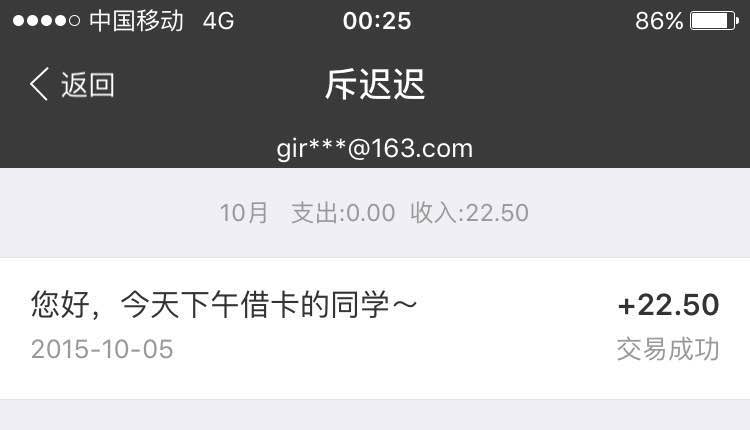 中国移动 4G 00:25 86%
返回 斥迟迟
gir***@163.com
10月 支出:0.00 收入:22.50
您好，今天下午借卡的同学～ +22.50
2015-10-05 交易成功